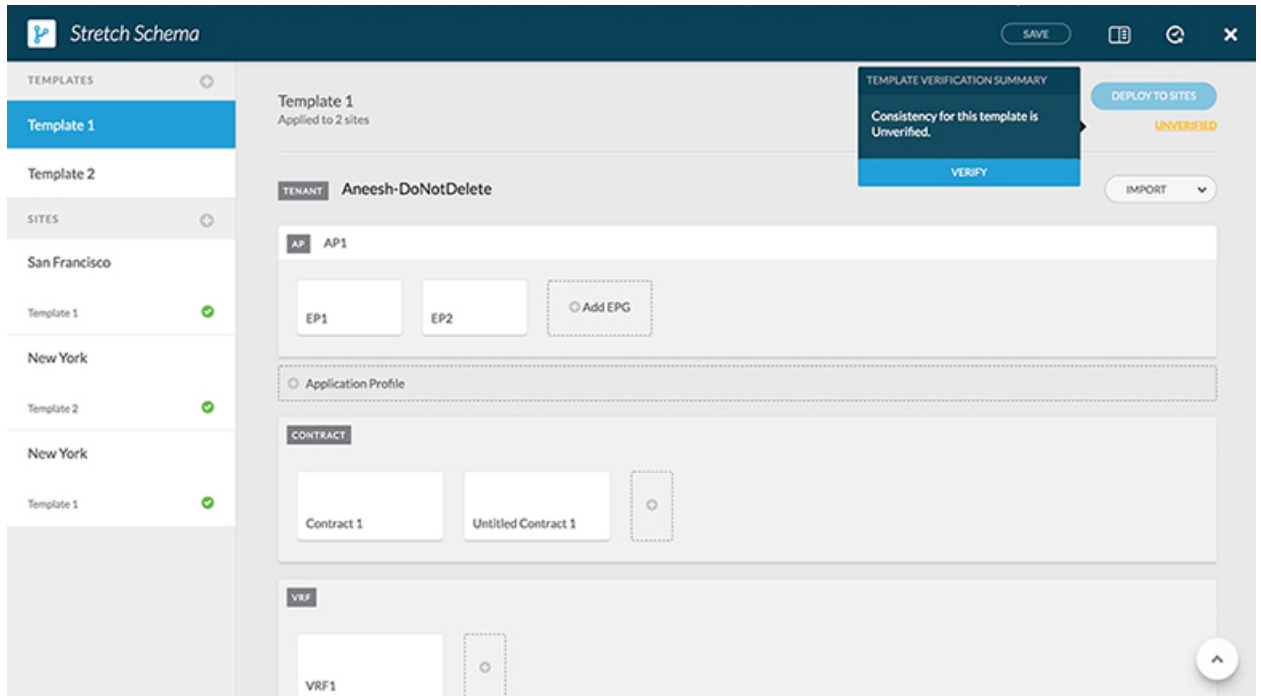 Stretch Schema
SAVE
TEMPLATES
Template 1
Template 2
SITES
San Francisco
Template 1
New York
Template 2
New York
Template 1
Template 1
Applied to 2 sites
TEMPLATE VERIFICATION SUMMARY
Consistency for this template is
Unverified.
VERIFY
DEPLOY TO SITES
UNVERIFIED
TENANT Aneesh-DoNotDelete
IMPORT
AP AP1
EP1
EP2
Add EPG
Application Profile
CONTRACT
Contract 1
Untitled Contract 1
VRF
VRF1